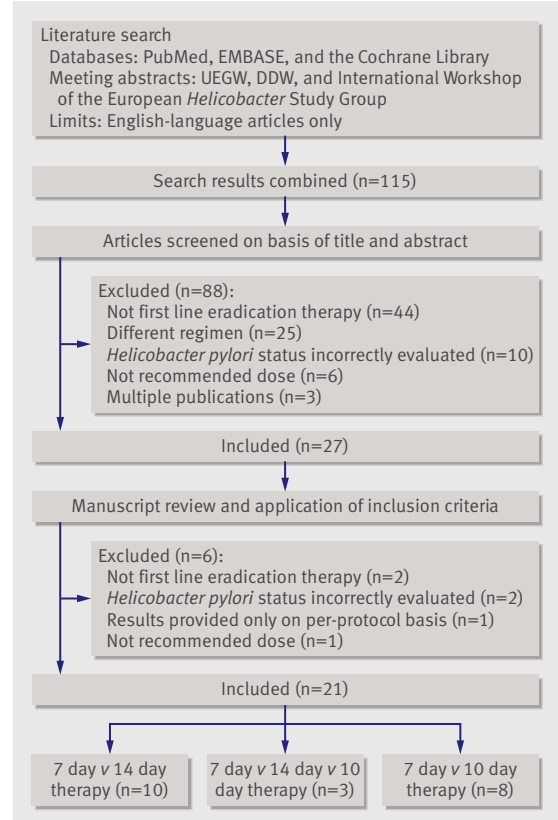 Literature search
Databases: PubMed, EMBASE, and the Cochrane Library
Meeting abstracts: UEGW, DDW, and International Workshop
of the European Helicobacter Study Group
Limits: English-language articles only
Search results combined (n=115)
Articles screened on basis of title and abstract
Excluded (n=88):
Not first line eradication therapy (n=44)
Different regimen (n=25)
Helicobacter pylori status incorrectly evaluated (n=10)
Not recommended dose (n=6)
Multiple publications (n=3)
Included (n=27)
Manuscript review and application of inclusion criteria
Excluded (n=6):
Not first line eradication therapy (n=2)
Helicobacter pylori status incorrectly evaluated (n=2)
Results provided only on per-protocol basis (n=1)
Not recommended dose (n=1)
Included (n=21)
7 day v 14 day
therapy (n=10)
7 day v 14 day v 10
day therapy (n=3)
7 day v 10 day
therapy (n=8)